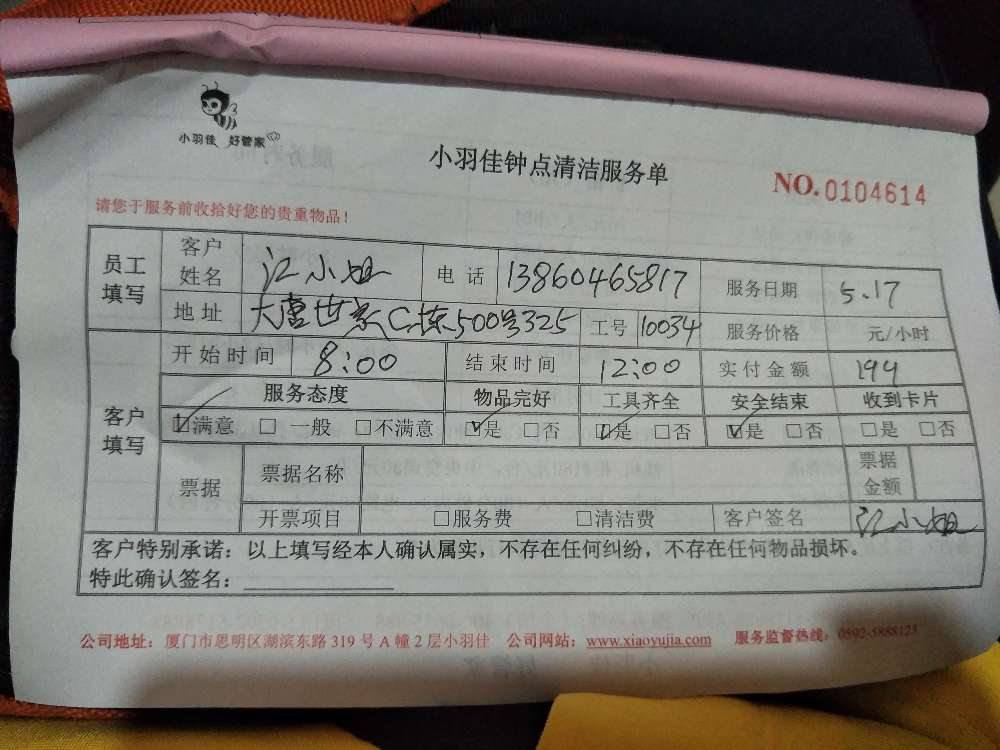 小羽佳 好管家
小羽佳钟点清洁服务单
NO.0104614
请您于服务前收拾好您的贵重物品！
员工填写 客户姓名 江小姐 电话 13860465817 服务日期 5.17
地址 大唐世家C栋500号325 工号 10034 服务价格 元/小时
客户填写 开始时间 8:00 结束时间 12:00 实付金额 194
服务态度 物品完好 工具齐全 安全结束 收到卡片
☑满意 □一般 □不满意 ☑是 □否 ☑是 □否 ☑是 □否 □是 □否
票据 票据名称 票据金额
开票项目 □服务费 □清洁费 客户签名 江小姐
客户特别承诺：以上填写经本人确认属实，不存在任何纠纷，不存在任何物品损坏。
特此确认签名：
公司地址：厦门市思明区湖滨东路 319 号 A 幢 2 层小羽佳 公司网站：www.xiaoyujia.com 服务监督热线：0592-5888123